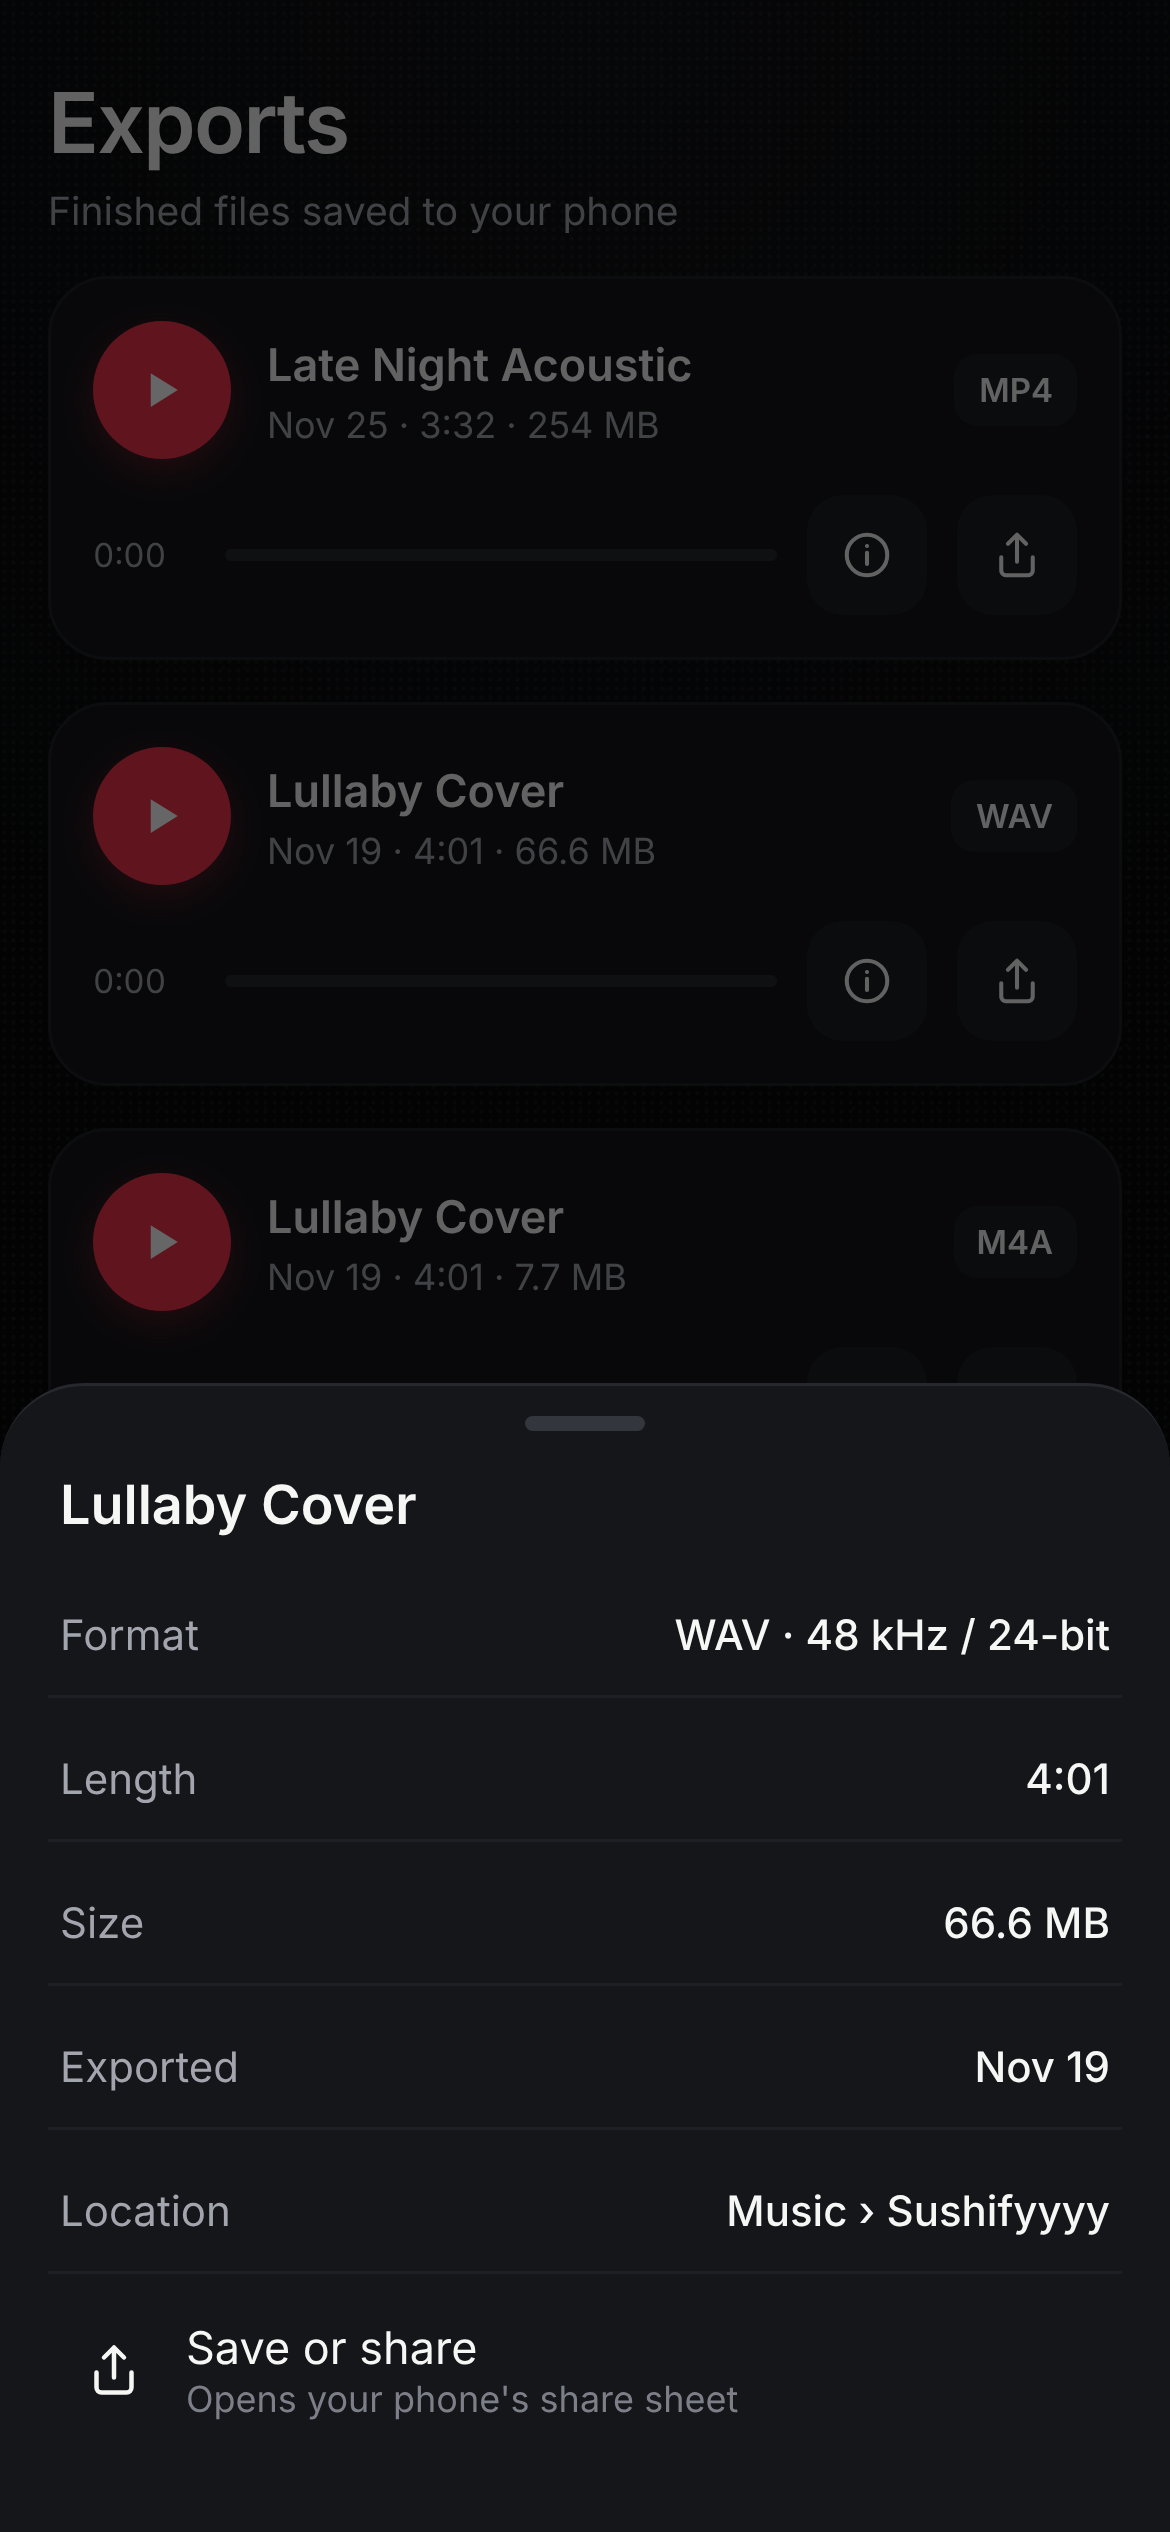 Exports
Finished files saved to your phone
Late Night Acoustic
Nov 25 · 3:32 · 254 MB
MP4
0:00
Lullaby Cover
Nov 19 · 4:01 · 66.6 MB
WAV
0:00
Lullaby Cover
Nov 19 · 4:01 · 7.7 MB
M4A
Lullaby Cover
Format
WAV · 48 kHz / 24-bit
Length
4:01
Size
66.6 MB
Exported
Nov 19
Location
Music › Sushifyyyy
Save or share
Opens your phone's share sheet